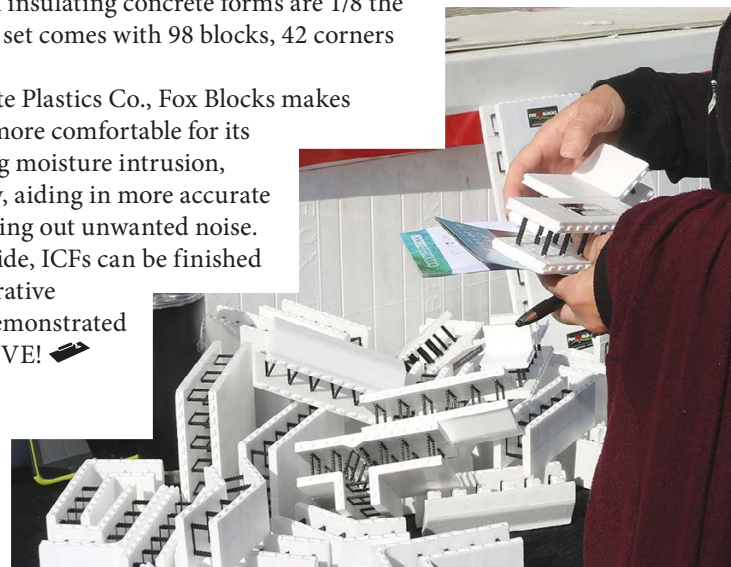 insulating concrete forms are 1/8 the
set comes with 98 blocks, 42 corners
te Plastics Co., Fox Blocks makes
more comfortable for its
g moisture intrusion,
, aiding in more accurate
ing out unwanted noise.
ide, ICFs can be finished
rative
emonstrated
VE!
FOX BLOCKS